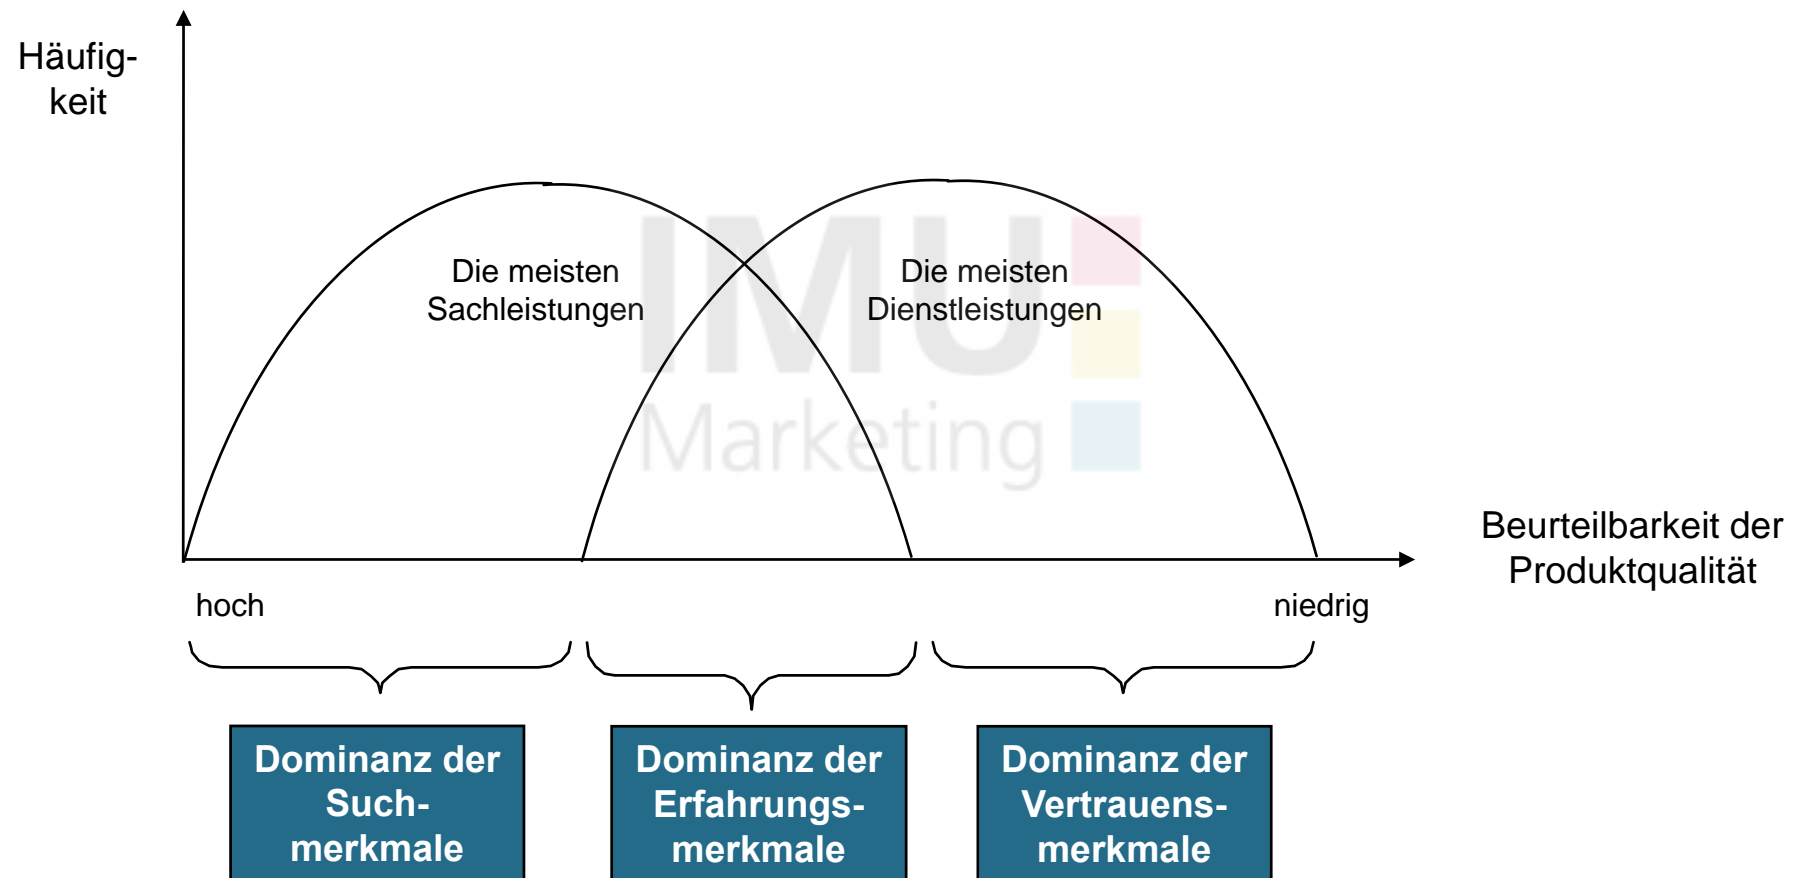 Häufig-
keit
Die meisten
Sachleistungen
Die meisten
Dienstleistungen
IMU
Marketing
Beurteilbarkeit der
Produktqualität
hoch
niedrig
Dominanz der
Such-
merkmale
Dominanz der
Erfahrungs-
merkmale
Dominanz der
Vertrauens-
merkmale